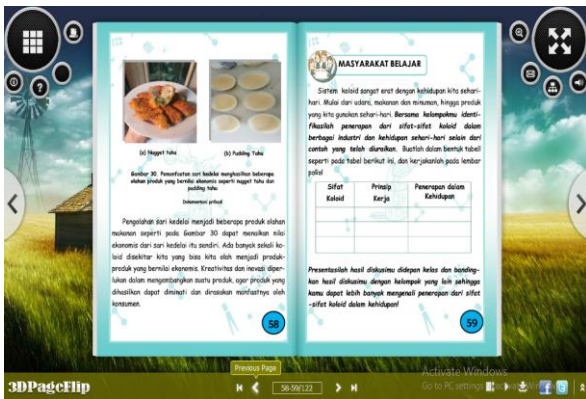 (a) Nugget tahu
(b) Pudding Tahu
Gambar 30. Pemanfaatan sari kedelai menghasilkan beberapa
olahan produk yang bernilai ekonomis seperti nugget tahu dan
pudding tahu
Dokumentasi pribadi
Pengolahan sari kedelai menjadi beberapa produk olahan
makanan seperti pada Gambar 30 dapat menaikan nilai
ekonomis dari sari kedelai itu sendiri. Ada banyak sekali ko-
loid disekitar kita yang bisa kita olah menjadi produk-
produk yang bernilai ekonomis. Kreativitas dan inovasi diper-
lukan dalam mengembangkan suatu produk, agar produk yang
dihasilkan dapat diminati dan dirasakan manfaatnya oleh
konsumen.
58
MASYARAKAT BELAJAR
Sistem koloid sangat erat dengan kehidupan kita sehari-
hari. Mulai dari udara, makanan dan minuman, hingga produk
yang kita gunakan sehari-hari. Bersama kelompokmu identi-
fikasilah penerapan dari sifat-sifat koloid dalam
berbagai industri dan kehidupan sehari-hari selain dari
contoh yang telah diuraikan. Buatlah dalam bentuk tabel
seperti pada tabel berikut ini, dan kerjakanlah pada lembar
polio!
Sifat Koloid
Prinsip Kerja
Penerapan dalam Kehidupan
Presentasilah hasil diskusimu didepan kelas dan banding-
kan hasil diskusimu dengan kelompok yang lain sehingga
kamu dapat lebih banyak mengenali penerapan dari sifat
-sifat koloid dalam kehidupan!
59
Previous Page
3DPageFlip
58-59/122
Activate Windows
Go to PC settings